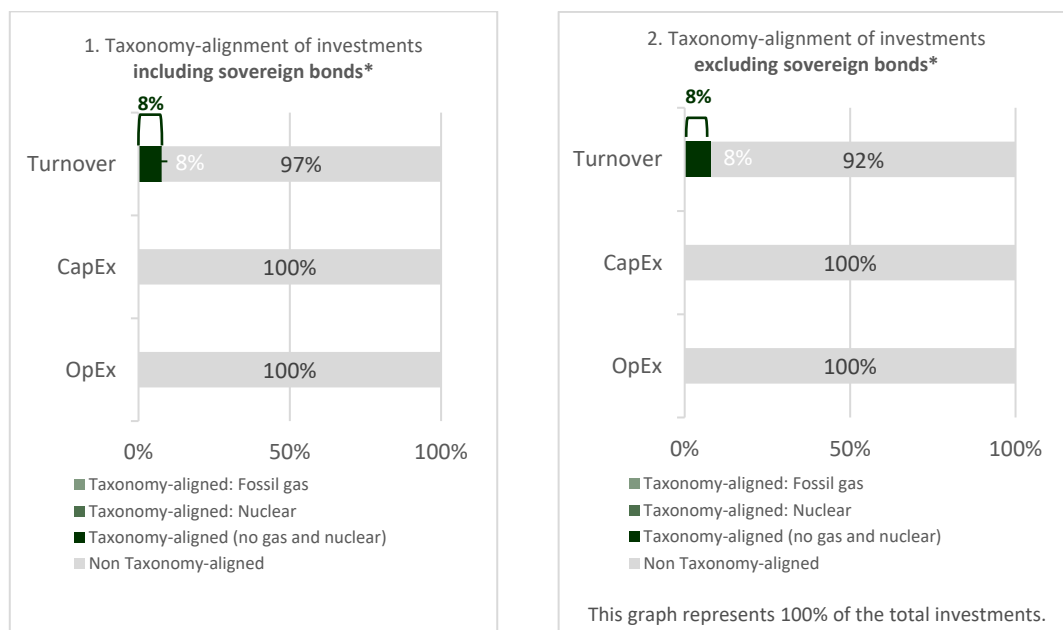 1. Taxonomy-alignment of investments
including sovereign bonds*
8%
Turnover
8%
97%
CapEx
100%
OpEx
100%
0%
50%
100%
Taxonomy-aligned: Fossil gas
Taxonomy-aligned: Nuclear
Taxonomy-aligned (no gas and nuclear)
Non Taxonomy-aligned
2. Taxonomy-alignment of investments
excluding sovereign bonds*
8%
Turnover
8%
92%
CapEx
100%
OpEx
100%
0%
50%
100%
Taxonomy-aligned: Fossil gas
Taxonomy-aligned: Nuclear
Taxonomy-aligned (no gas and nuclear)
Non Taxonomy-aligned
This graph represents 100% of the total investments.